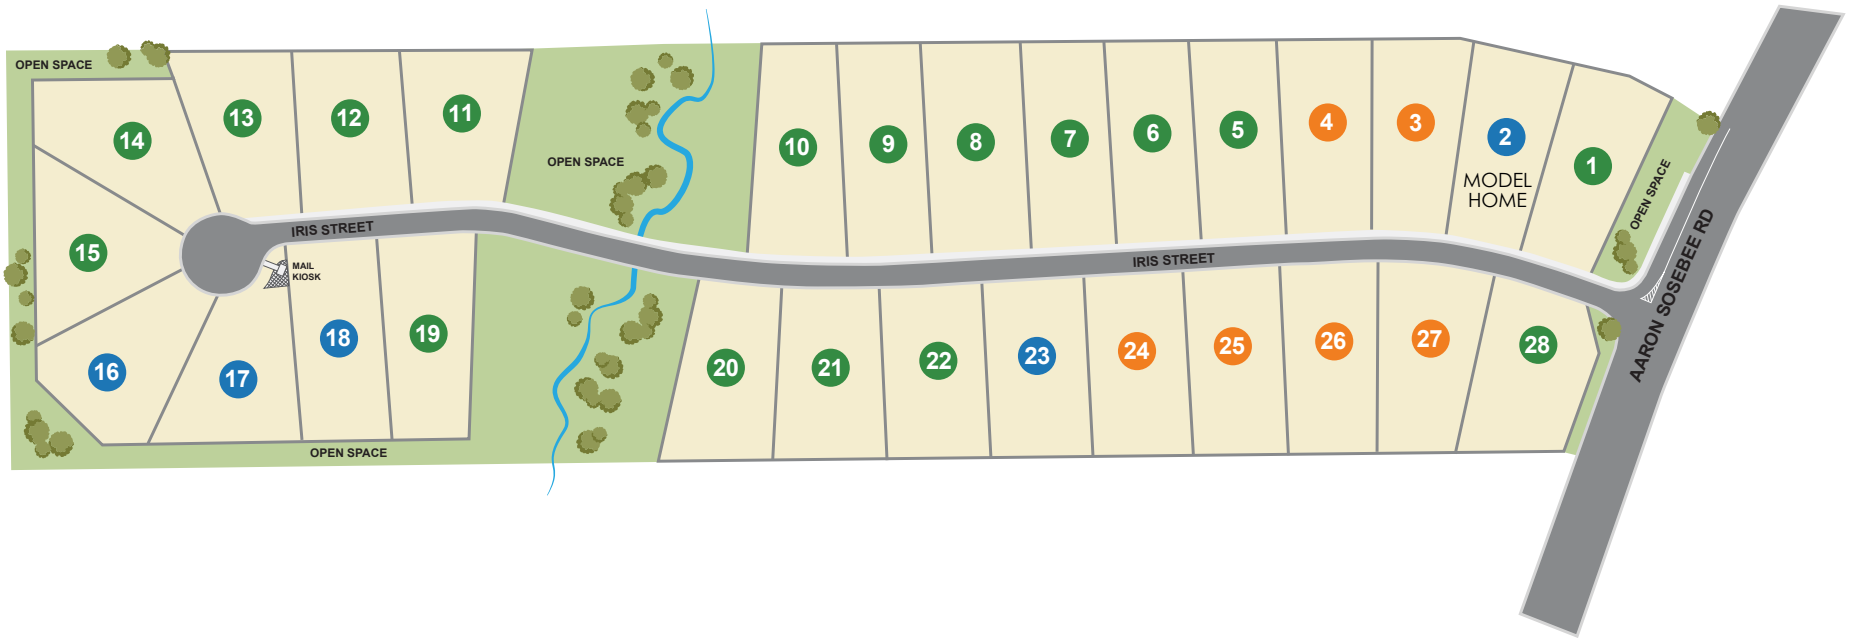 OPEN SPACE
14
13
12
11
10
9
8
7
6
5
4
3
2
MODEL
HOME
1
OPEN SPACE
OPEN SPACE
15
IRIS STREET
MAIL
KIOSK
IRIS STREET
AARON SOSEBEE RD
16
17
18
19
20
21
22
23
24
25
26
27
28
OPEN SPACE